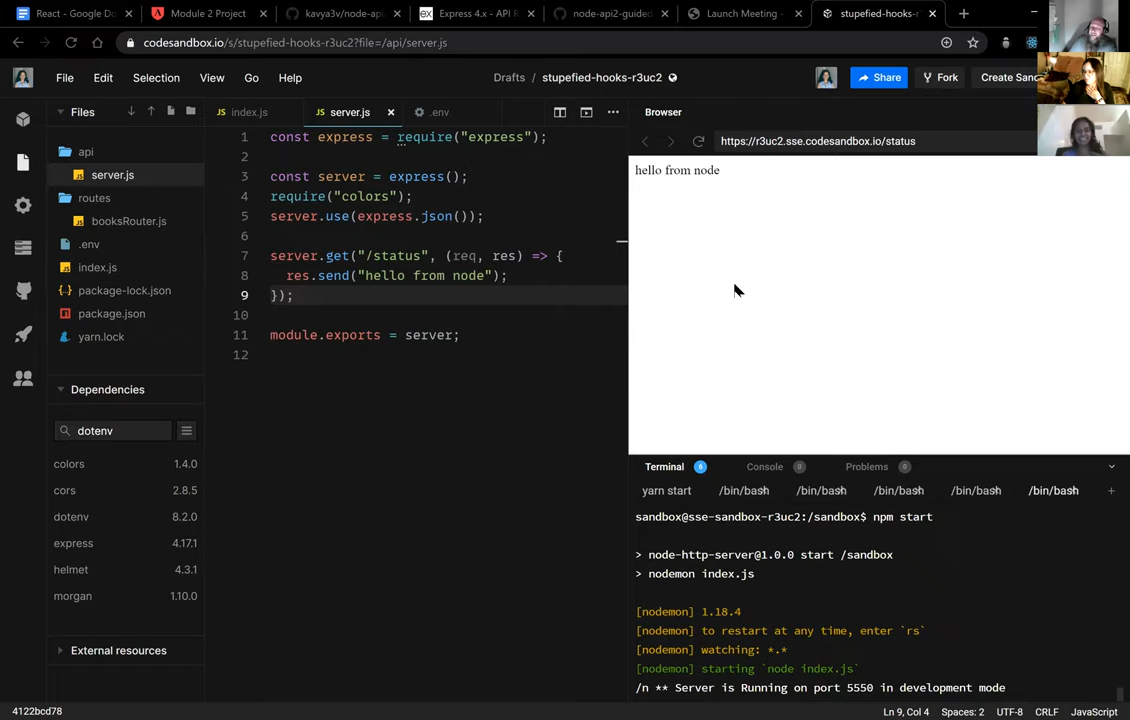 React - Google Do
Module 2 Project
kavya3v/node-api
Express 4.x - API R
node-api2-guided
Launch Meeting -
stupefied-hooks-r
codesandbox.io/s/stupefied-hooks-r3uc2?file=/api/server.js
File Edit Selection View Go Help
Drafts / stupefied-hooks-r3uc2
Share
Fork
Create Sand
Files
index.js
server.js
.env
Browser
https://r3uc2.sse.codesandbox.io/status
hello from node
api
server.js
routes
booksRouter.js
.env
index.js
package-lock.json
package.json
yarn.lock
1 const express = require("express");
2
3 const server = express();
4 require("colors");
5 server.use(express.json());
6
7 server.get("/status", (req, res) => {
8 res.send("hello from node");
9 });
10
11 module.exports = server;
12
Dependencies
dotenv
colors 1.4.0
cors 2.8.5
dotenv 8.2.0
express 4.17.1
helmet 4.3.1
morgan 1.10.0
External resources
Terminal 6 Console 0 Problems 0
yarn start /bin/bash /bin/bash /bin/bash /bin/bash /bin/bash
sandbox@sse-sandbox-r3uc2:/sandbox$ npm start
> node-http-server@1.0.0 start /sandbox
> nodemon index.js
[nodemon] 1.18.4
[nodemon] to restart at any time, enter `rs`
[nodemon] watching: *.*
[nodemon] starting `node index.js`
/n ** Server is Running on port 5550 in development mode
4122bcd78
Ln 9, Col 4 Spaces: 2 UTF-8 CRLF JavaScript